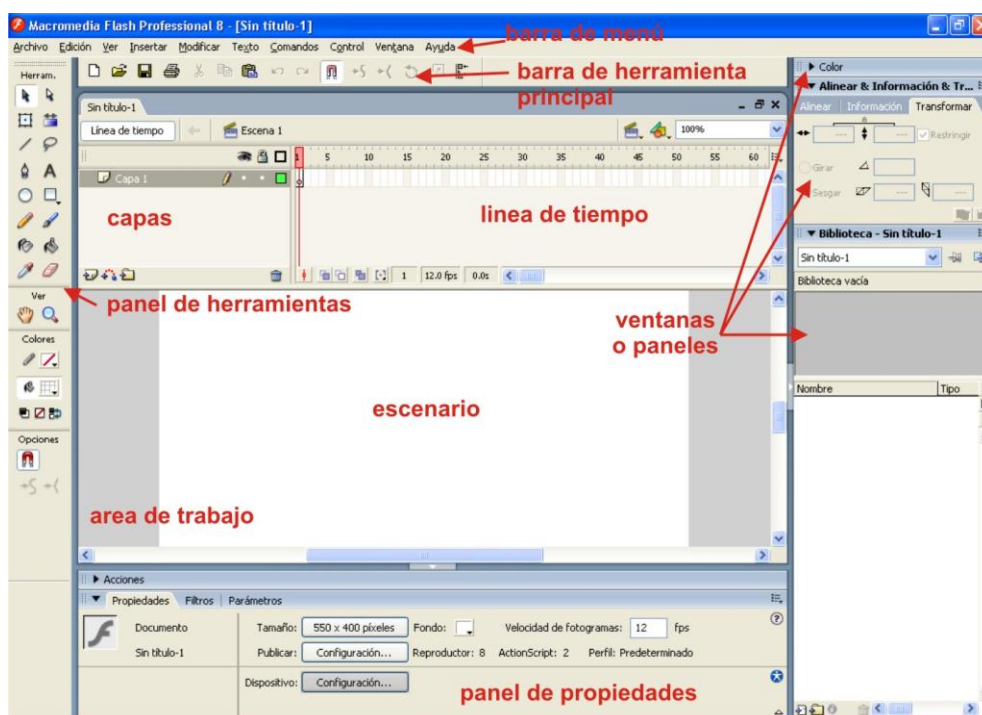 Macromedia Flash Professional 8 - [Sin título-1]
Archivo Edición Ver Insertar Modificar Texto Comandos Control Ventana Ayuda
barra de menú
Herram.
barra de herramienta
principal
Color
Alinear & Información & Tr...
Alinear Información Transformar
Restringir
Girar
Sesgar
Sin título-1
Línea de tiempo
Escena 1
100%
1 5 10 15 20 25 30 35 40 45 50 55 60
Capa 1
capas
linea de tiempo
1 12.0 fps 0.0s
Biblioteca - Sin título-1
Sin título-1
Biblioteca vacía
Ver
panel de herramientas
ventanas
o paneles
Colores
Nombre Tipo
escenario
Opciones
area de trabajo
Acciones
Propiedades Filtros Parámetros
Documento
Sin título-1
Tamaño: 550 x 400 píxeles Fondo: Velocidad de fotogramas: 12 fps
Publicar: Configuración... Reproductor: 8 ActionScript: 2 Perfil: Predeterminado
Dispositivo: Configuración...
panel de propiedades